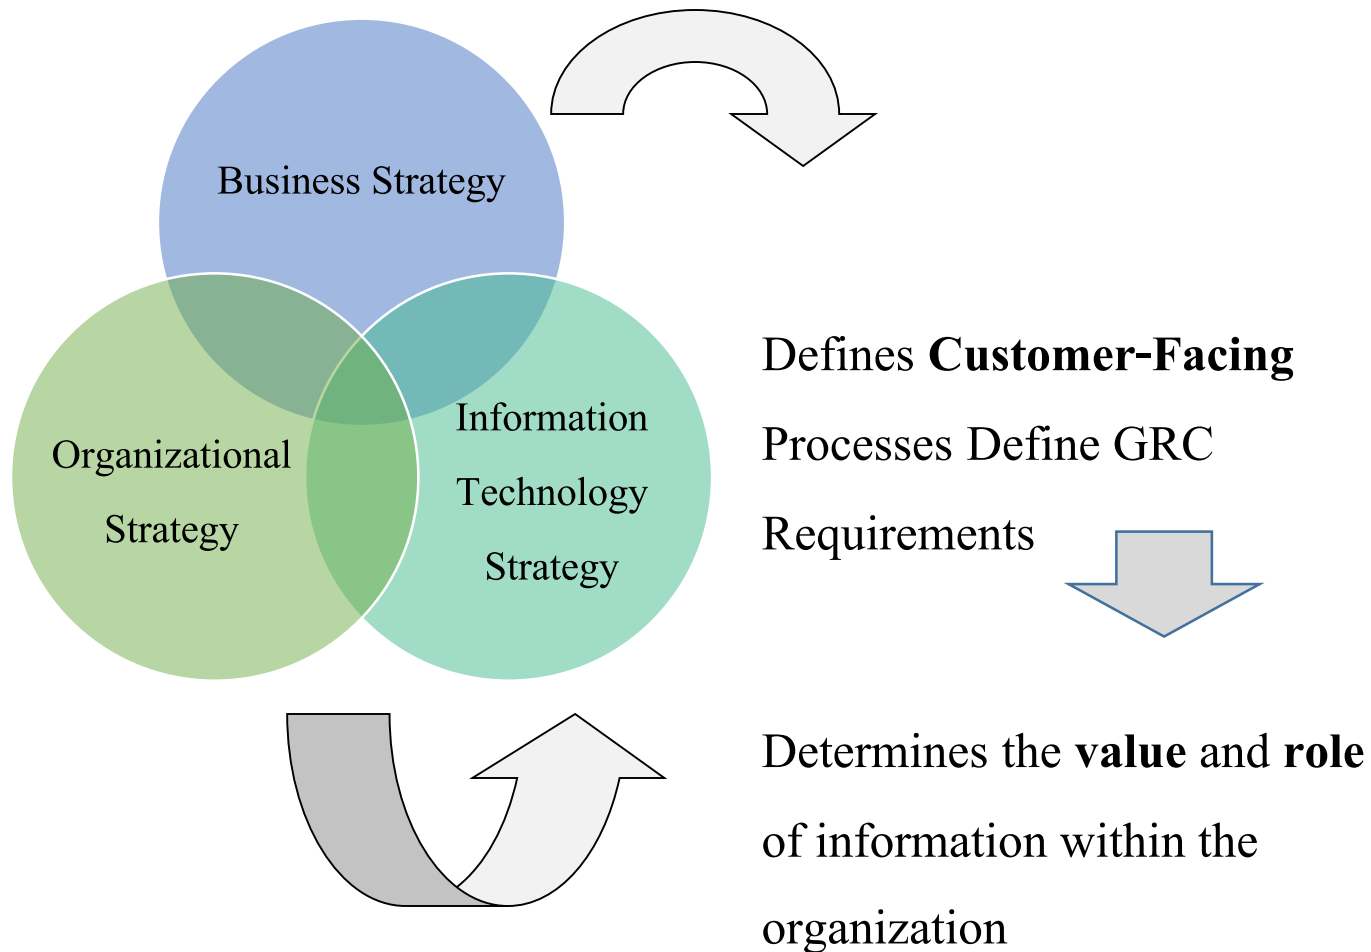 Business Strategy
Organizational
Strategy
Information
Technology
Strategy
Defines Customer-Facing
Processes Define GRC
Requirements
Determines the value and role
of information within the
organization